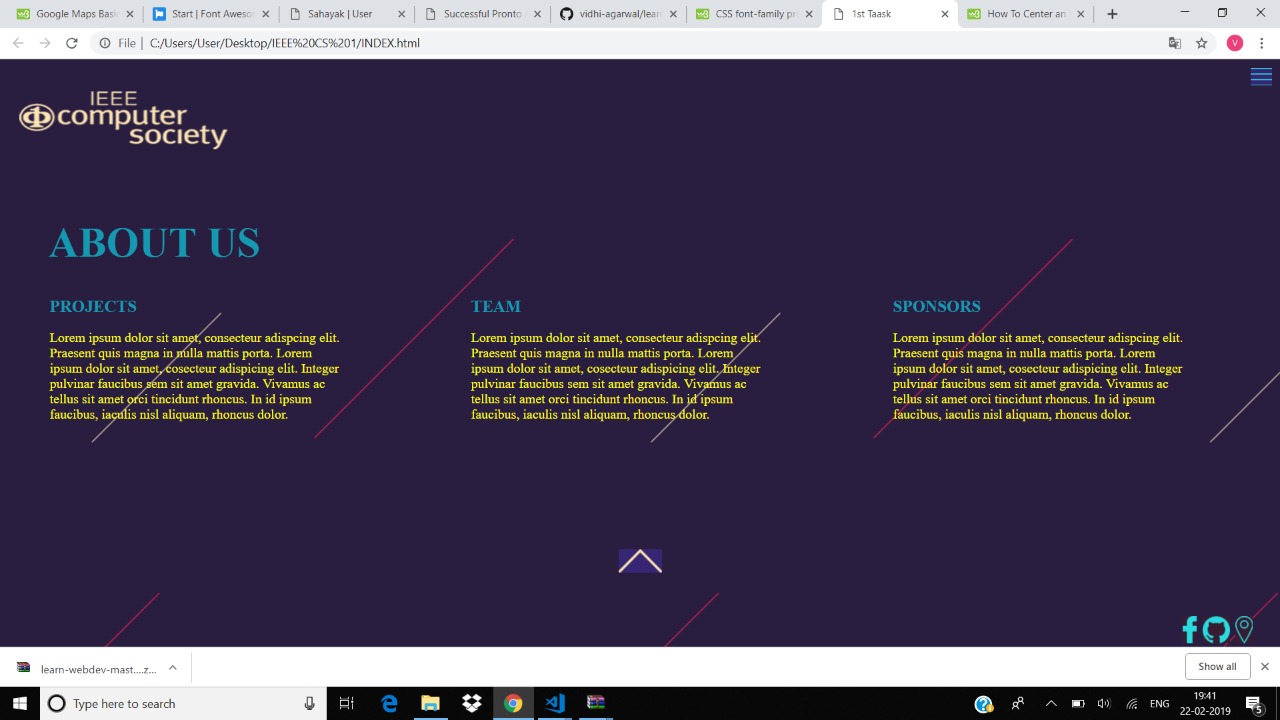 Google Maps Basi
Start | Font Aweso
Sahayak | User
Successful Pronto
vidhi-agarwal/lear
CSS font-family pr
1st Taask
How To Center an
File | C:/Users/User/Desktop/IEEE%20CS%201/INDEX.html
V
IEEE
computer
society
ABOUT US
PROJECTS
Lorem ipsum dolor sit amet, consecteur adispcing elit.
Praesent quis magna in nulla mattis porta. Lorem
ipsum dolor sit amet, cosecteur adispicing elit. Integer
pulvinar faucibus sem sit amet gravida. Vivamus ac
tellus sit amet orci tincidunt rhoncus. In id ipsum
faucibus, iaculis nisl aliquam, rhoncus dolor.
TEAM
Lorem ipsum dolor sit amet, consecteur adispcing elit.
Praesent quis magna in nulla mattis porta. Lorem
ipsum dolor sit amet, cosecteur adispicing elit. Integer
pulvinar faucibus sem sit amet gravida. Vivamus ac
tellus sit amet orci tincidunt rhoncus. In id ipsum
faucibus, iaculis nisl aliquam, rhoncus dolor.
SPONSORS
Lorem ipsum dolor sit amet, consecteur adispcing elit.
Praesent quis magna in nulla mattis porta. Lorem
ipsum dolor sit amet, cosecteur adispicing elit. Integer
pulvinar faucibus sem sit amet gravida. Vivamus ac
tellus sit amet orci tincidunt rhoncus. In id ipsum
faucibus, iaculis nisl aliquam, rhoncus dolor.
learn-webdev-mast....z...
Show all
Type here to search
ENG
19:41
22-02-2019
5